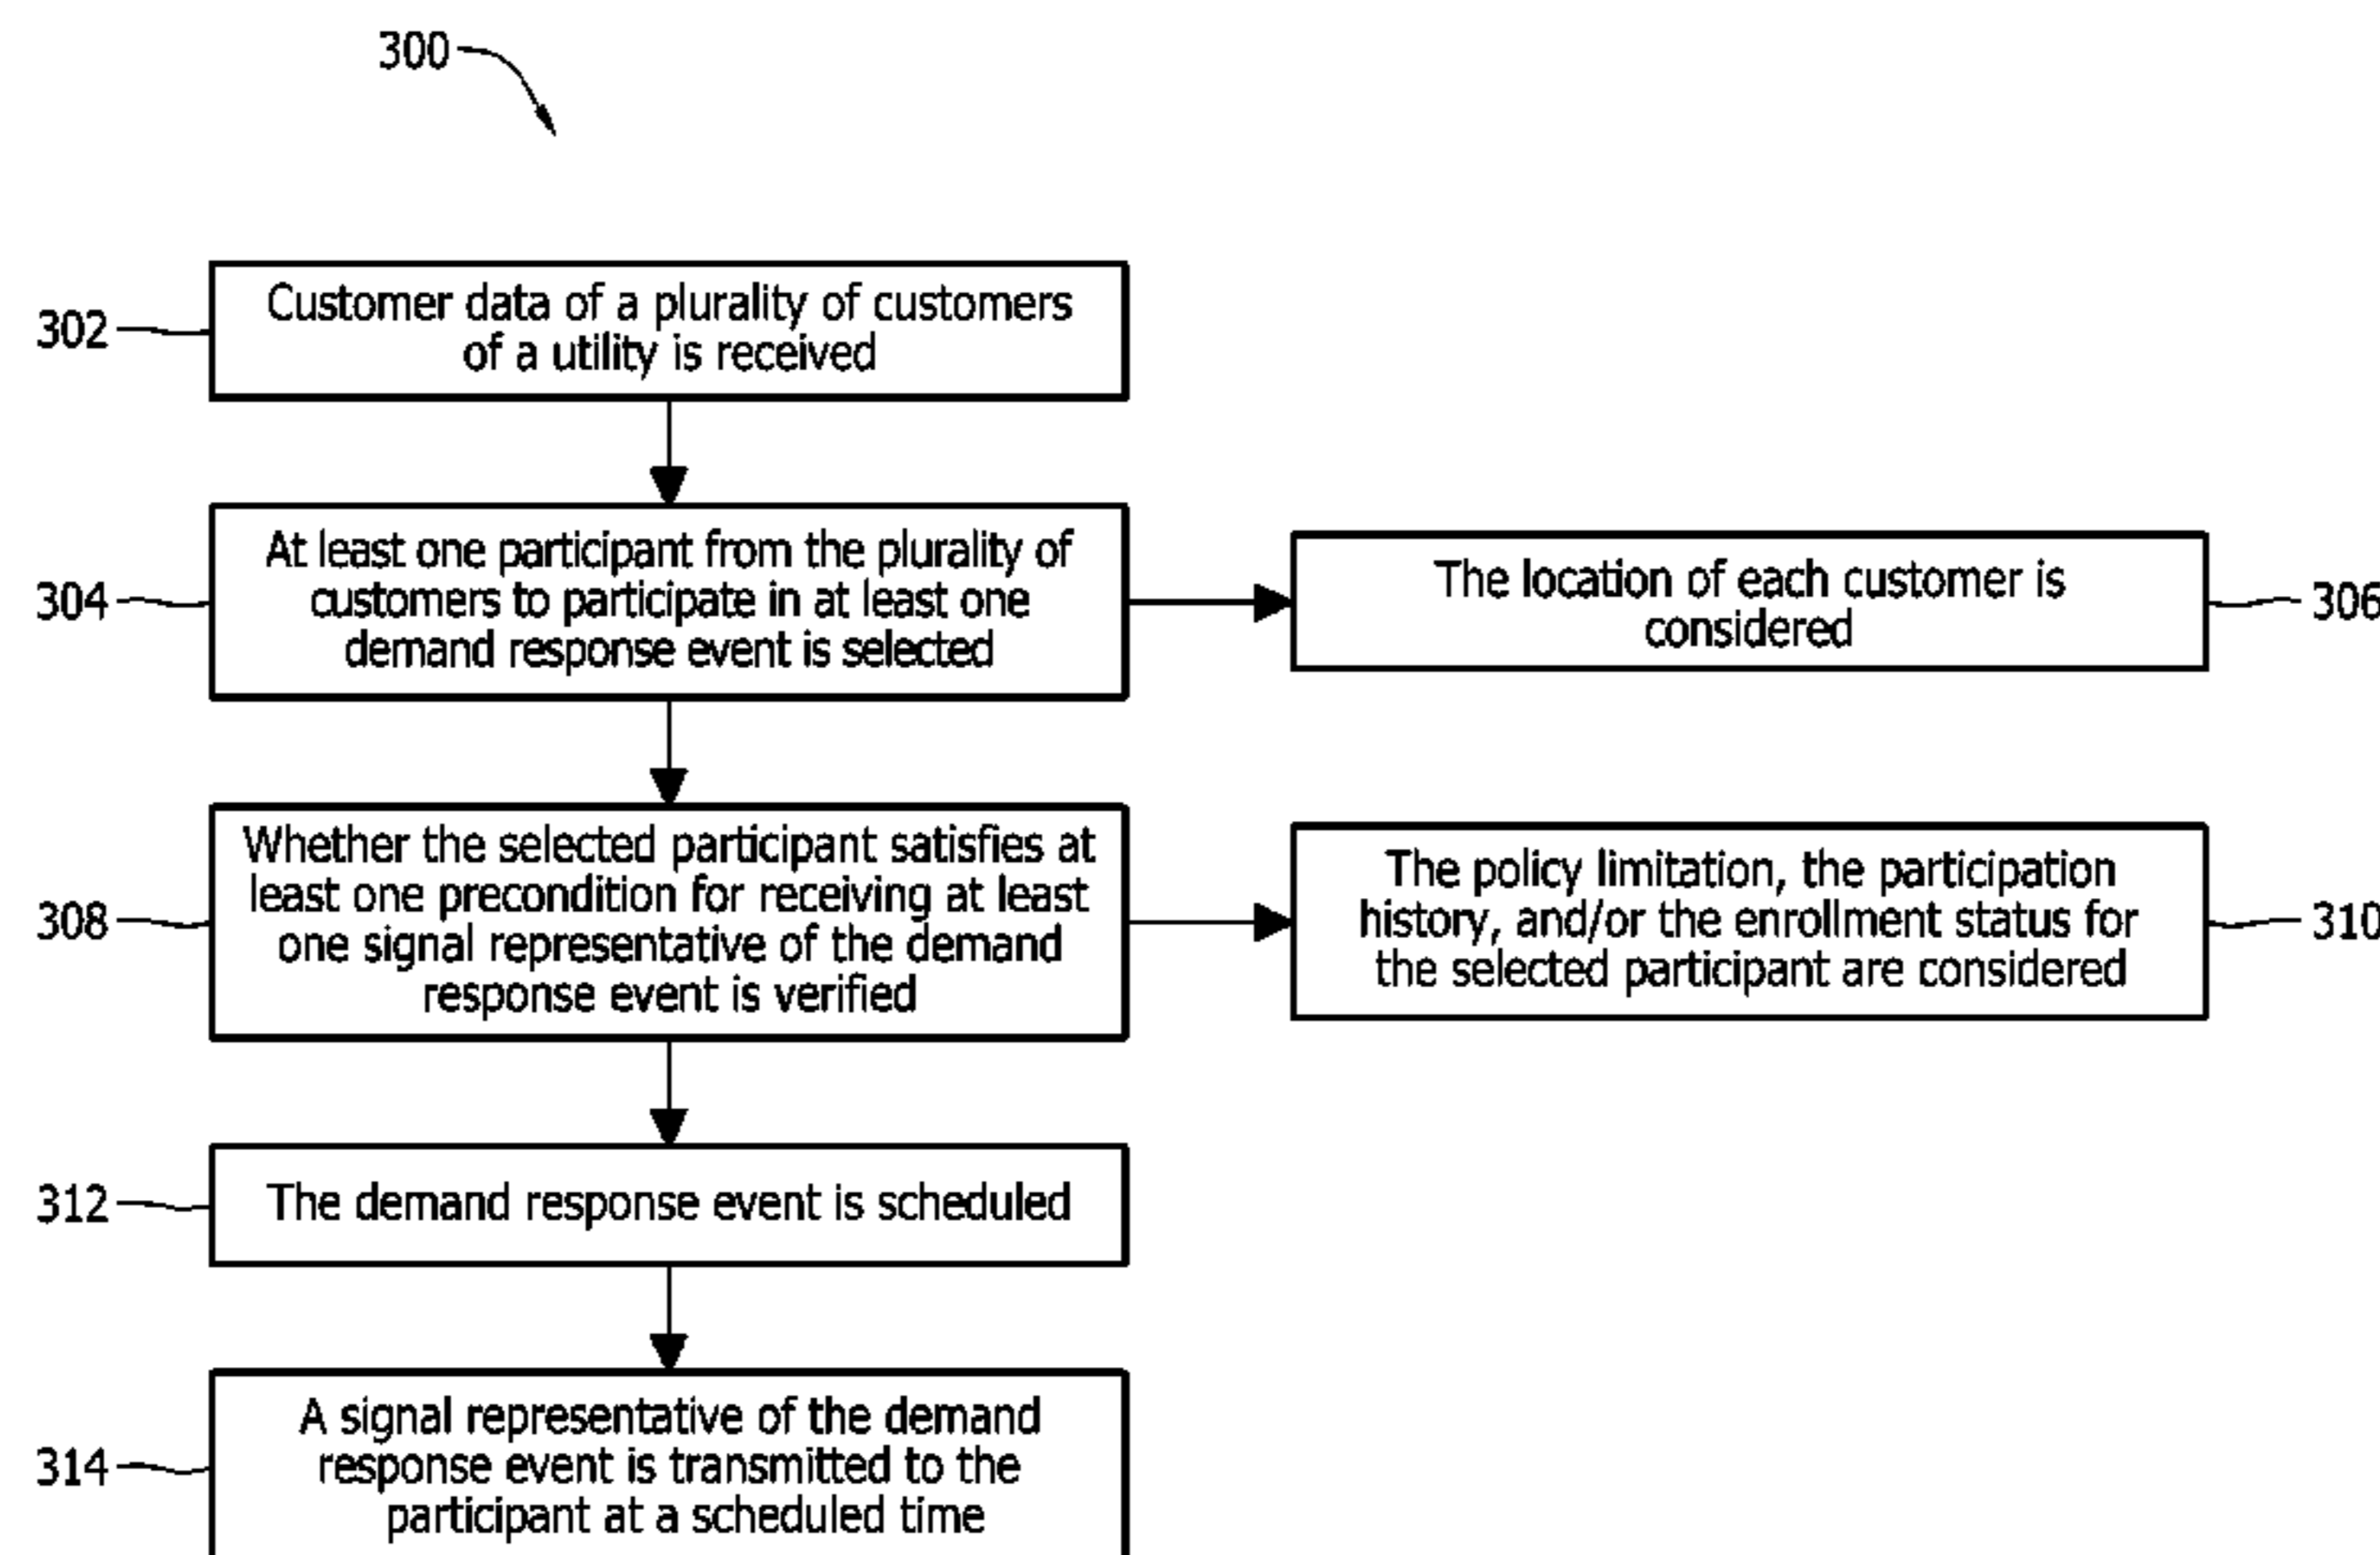 300
302
Customer data of a plurality of customers
of a utility is received
304
At least one participant from the plurality of
customers to participate in at least one
demand response event is selected
The location of each customer is
considered
306
308
Whether the selected participant satisfies at
least one precondition for receiving at least
one signal representative of the demand
response event is verified
The policy limitation, the participation
history, and/or the enrollment status for
the selected participant are considered
310
312
The demand response event is scheduled
314
A signal representative of the demand
response event is transmitted to the
participant at a scheduled time